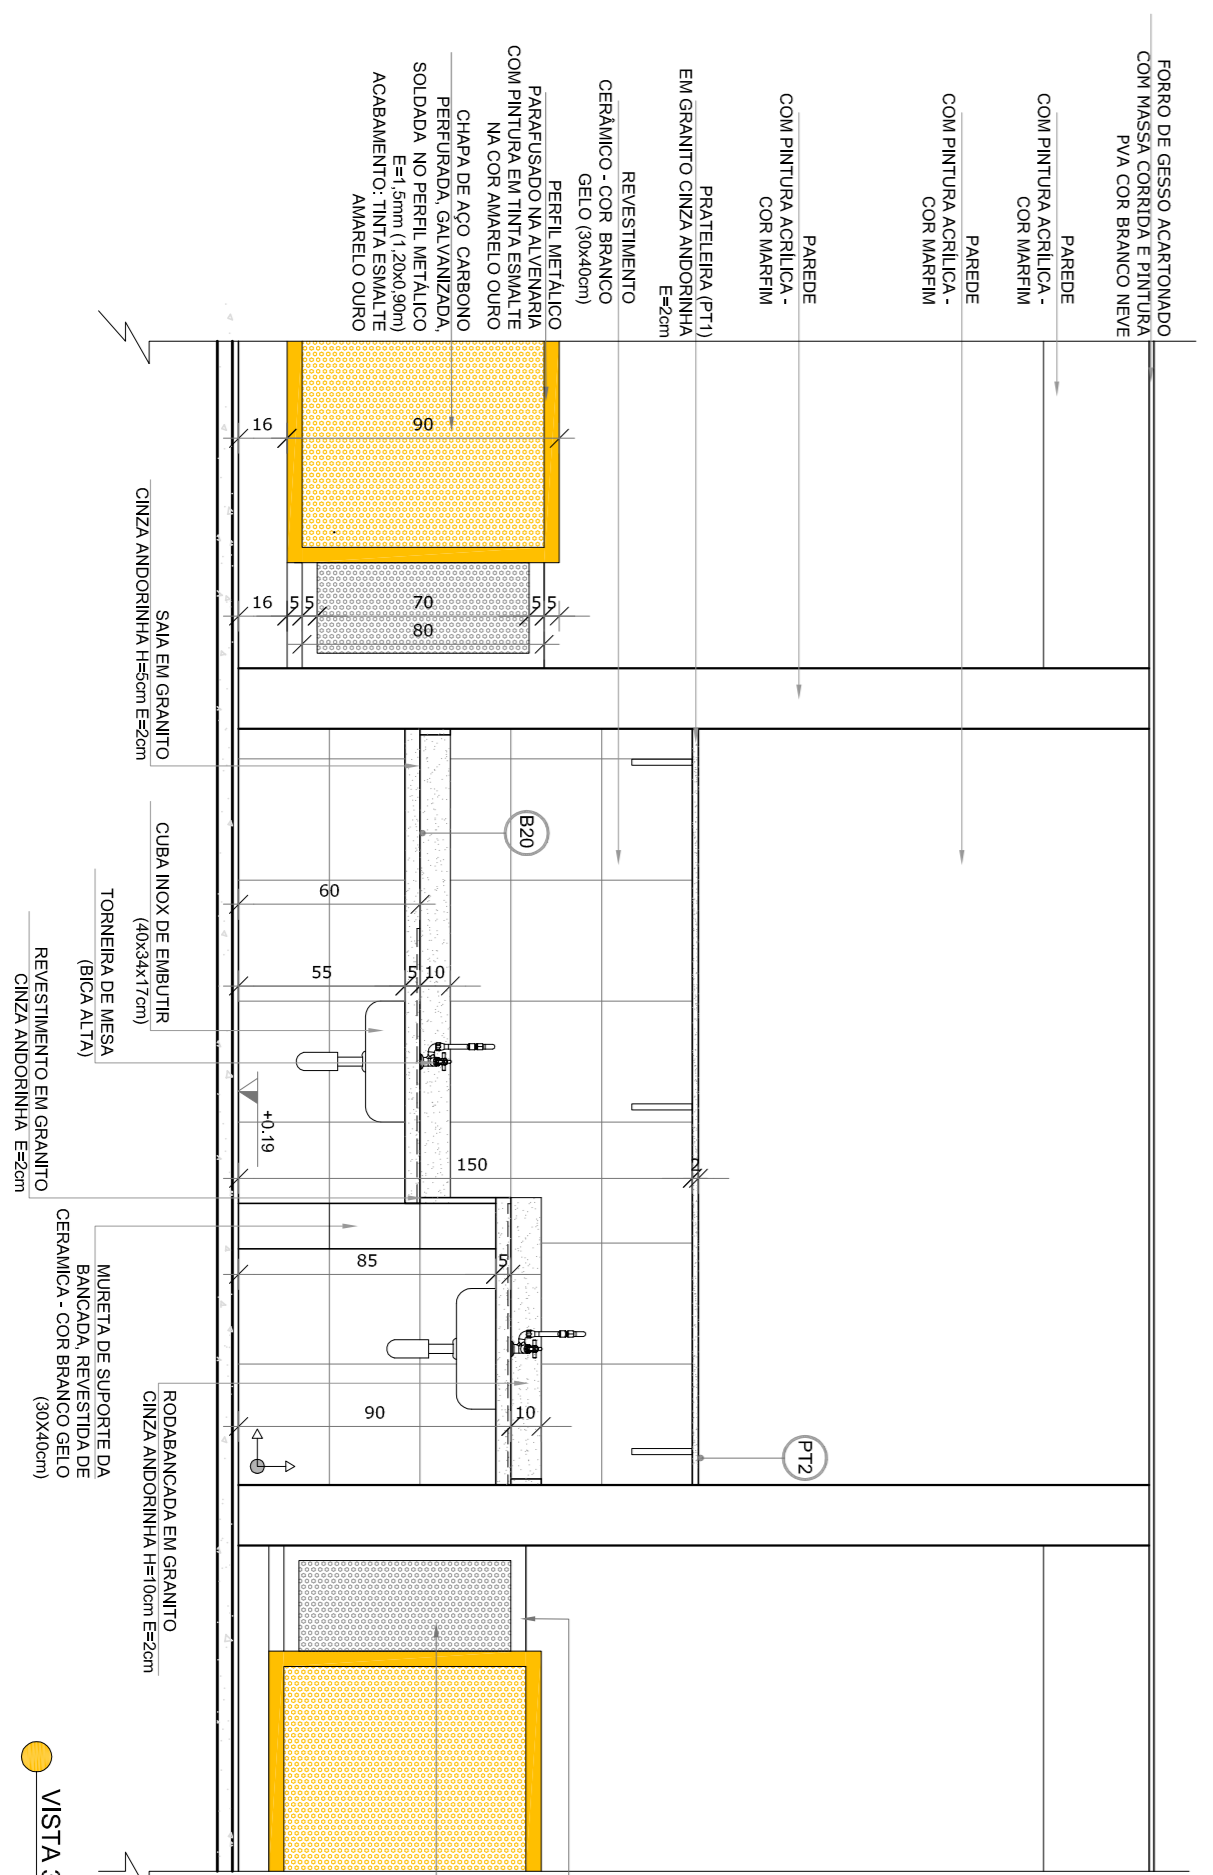 FORRO DE GESSO ACARTONADO
COM MASSA CORRIDA E PINTURA
PVA COR BRANCO NEVE
PAREDE
COM PINTURA ACRÍLICA -
COR MARFIM
PAREDE
COM PINTURA ACRÍLICA -
COR MARFIM
PAREDE
COM PINTURA ACRÍLICA -
COR MARFIM
PRATELEIRA (PT1)
EM GRANITO CINZA ANDORINHA
E=2cm
REVESTIMENTO
CERÂMICO - COR BRANCO
GELO (30x40cm)
PERFIL METÁLICO
PARAFUSADO NA ALVENARIA
COM PINTURA EM TINTA ESMALTE
NA COR AMARELO OURO
CHAPA DE AÇO CARBONO
PERFURADA, GALVANIZADA,
SOLDADA NO PERFIL METÁLICO
E=1,5mm (1,20x0,90m)
ACABAMENTO: TINTA ESMALTE
AMARELO OURO
16
90
16
5
5
70
5
5
80
B20
60
55
5
10
+0.19
150
2
85
5
90
10
PT2
SAIA EM GRANITO
CINZA ANDORINHA H=5cm E=2cm
CUBA INOX DE EMBUTIR
(40x34x17cm)
TORNEIRA DE MESA
(BICA ALTA)
REVESTIMENTO EM GRANITO
CINZA ANDORINHA E=2cm
MURETA DE SUPORTE DA
BANCADA, REVESTIDA DE
CERAMICA - COR BRANCO GELO
(30X40cm)
RODABANCADA EM GRANITO
CINZA ANDORINHA H=10cm E=2cm
VISTA 3